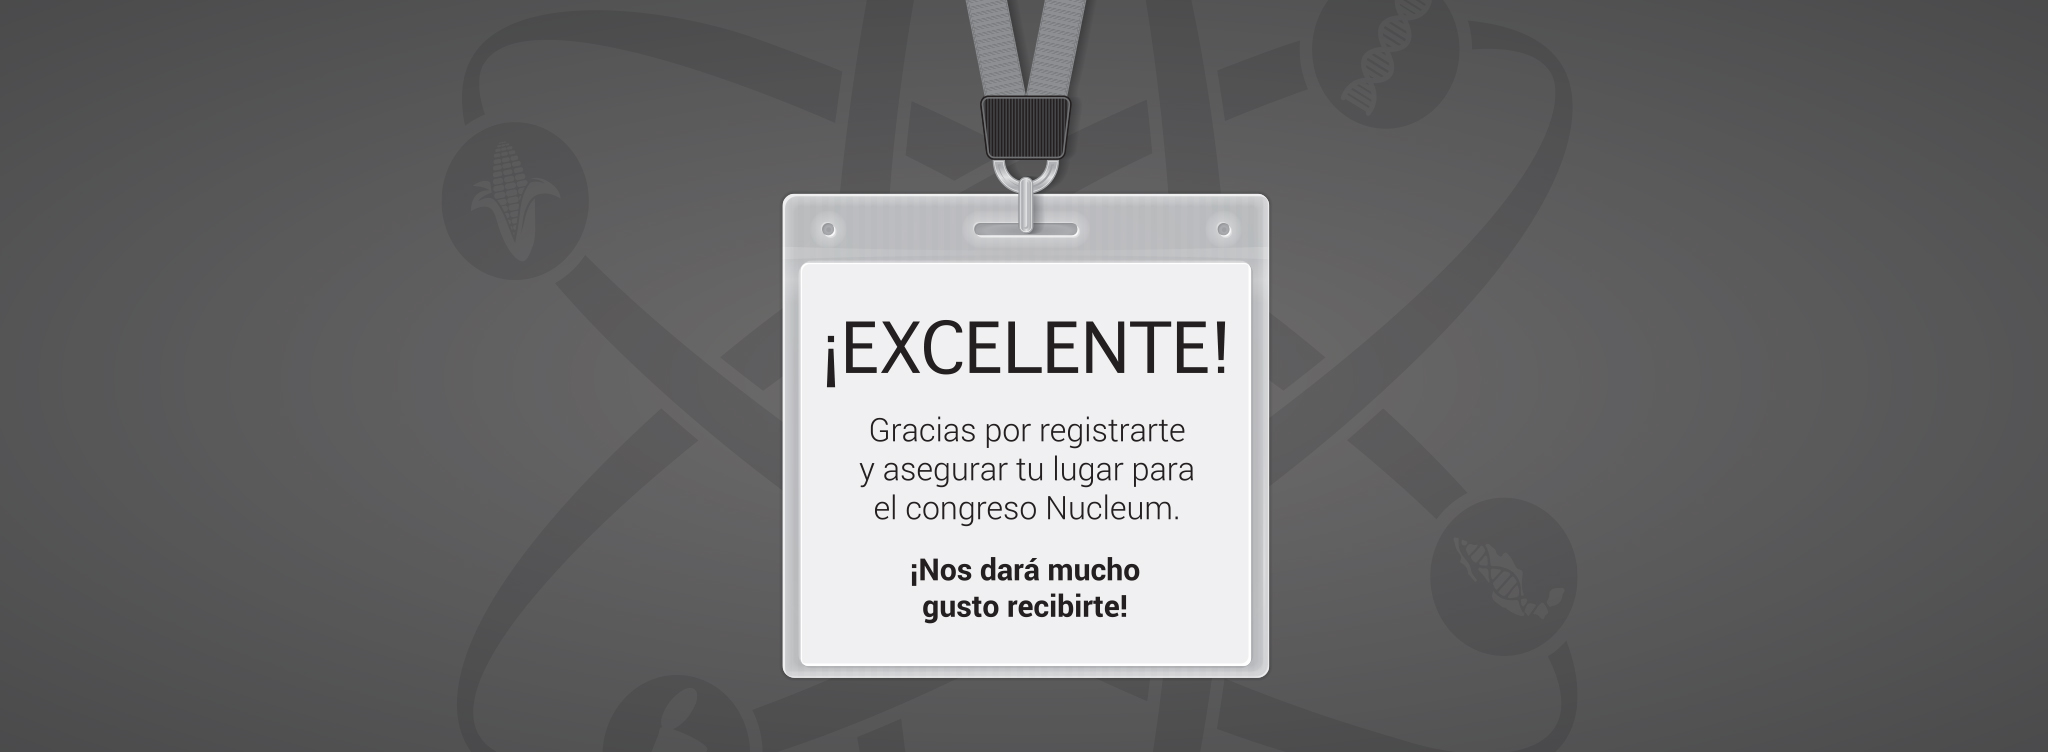 ¡EXCELENTE!
Gracias por registrarte
y asegurar tu lugar para
el congreso Nucleum.
¡Nos dará mucho
gusto recibirte!